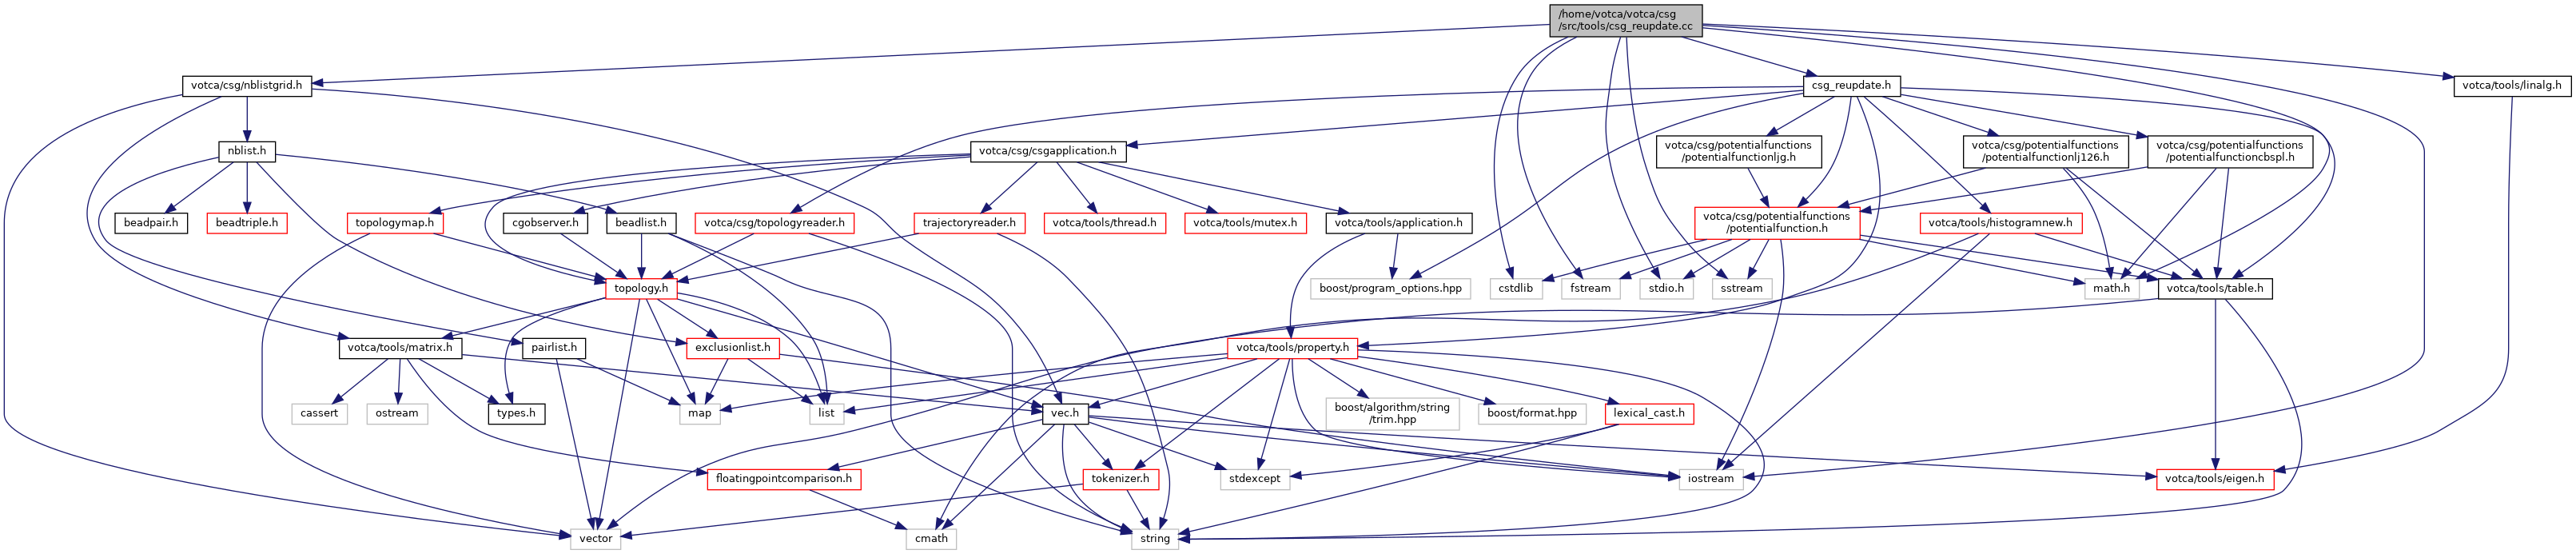 /home/votca/votca/csg
/src/tools/csg_reupdate.cc
votca/csg/nblistgrid.h
csg_reupdate.h
votca/tools/linalg.h
nblist.h
votca/csg/csgapplication.h
votca/csg/potentialfunctions
/potentialfunctionljg.h
votca/csg/potentialfunctions
/potentialfunctionlj126.h
votca/csg/potentialfunctions
/potentialfunctioncbspl.h
beadpair.h
beadtriple.h
topologymap.h
cgobserver.h
beadlist.h
votca/csg/topologyreader.h
trajectoryreader.h
votca/tools/thread.h
votca/tools/mutex.h
votca/tools/application.h
votca/csg/potentialfunctions
/potentialfunction.h
votca/tools/histogramnew.h
topology.h
boost/program_options.hpp
cstdlib
fstream
stdio.h
sstream
math.h
votca/tools/table.h
votca/tools/matrix.h
pairlist.h
exclusionlist.h
votca/tools/property.h
cassert
ostream
types.h
map
list
vec.h
boost/algorithm/string
/trim.hpp
boost/format.hpp
lexical_cast.h
floatingpointcomparison.h
tokenizer.h
stdexcept
iostream
votca/tools/eigen.h
vector
cmath
string